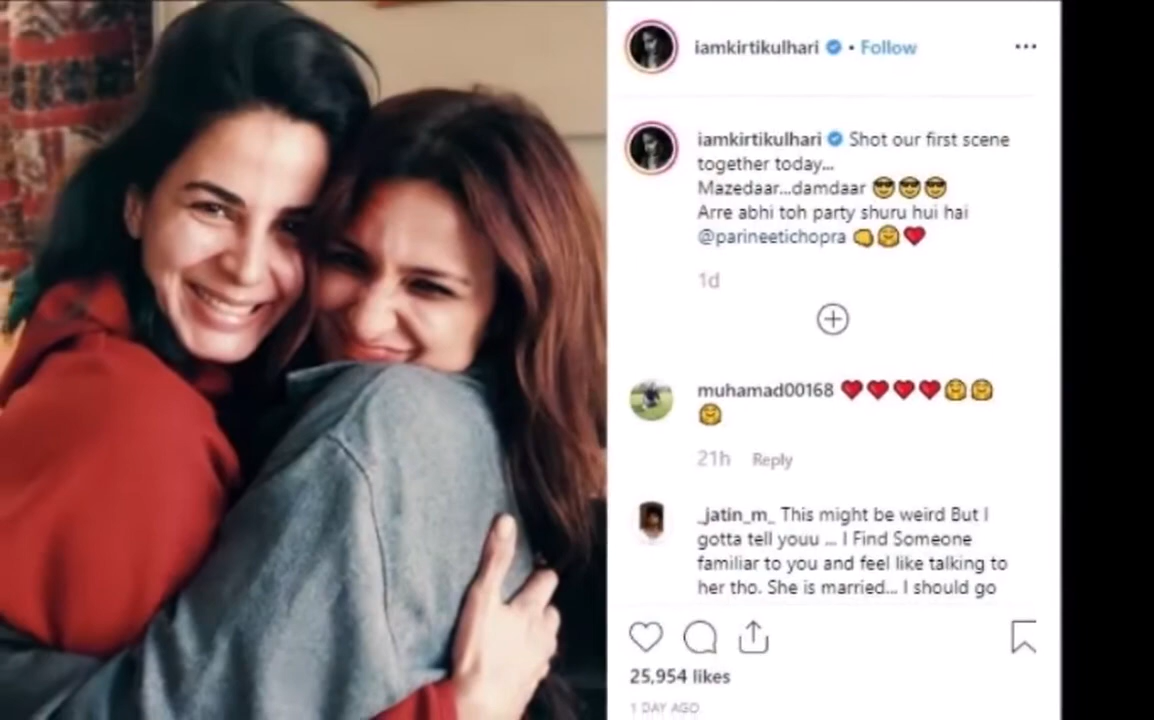 iamkirtikulhari • Follow
iamkirtikulhari Shot our first scene
together today...
Mazedaar...damdaar 😎😎😎
Arre abhi toh party shuru hui hai
@parineetichopra 🤜🤗❤️
1d
muhamad00168 ❤️❤️❤️❤️🤗🤗
🤗
21h Reply
_jatin_m_ This might be weird But I
gotta tell youu ... I Find Someone
familiar to you and feel like talking to
her tho. She is married... I should go
25,954 likes
1 DAY AGO